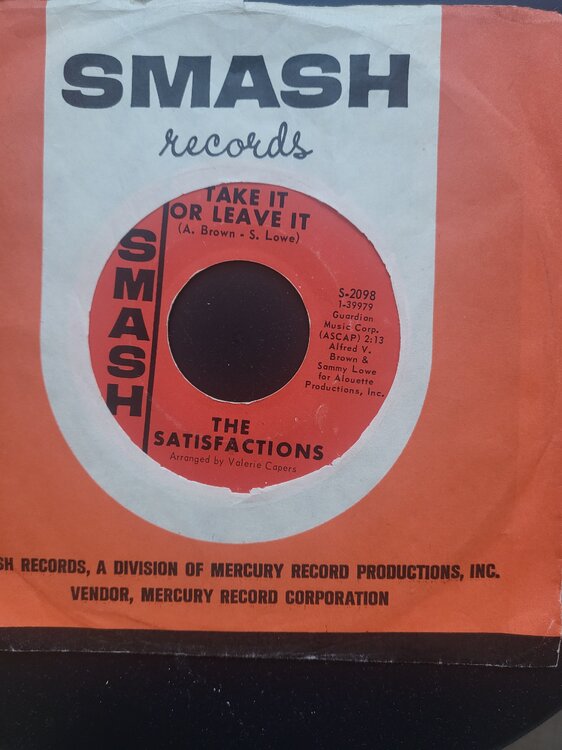 SMASH
records
TAKE IT
OR LEAVE IT
(A. Brown - S. Lowe)
SMASH
S-2098
1-39979
Guardian
Music Corp.
(ASCAP) 2:13
Alfred V.
Brown &
Sammy Lowe
for Alouette
Productions, Inc.
THE
SATISFACTIONS
Arranged by Valerie Capers
SH RECORDS, A DIVISION OF MERCURY RECORD PRODUCTIONS, INC.
VENDOR, MERCURY RECORD CORPORATION